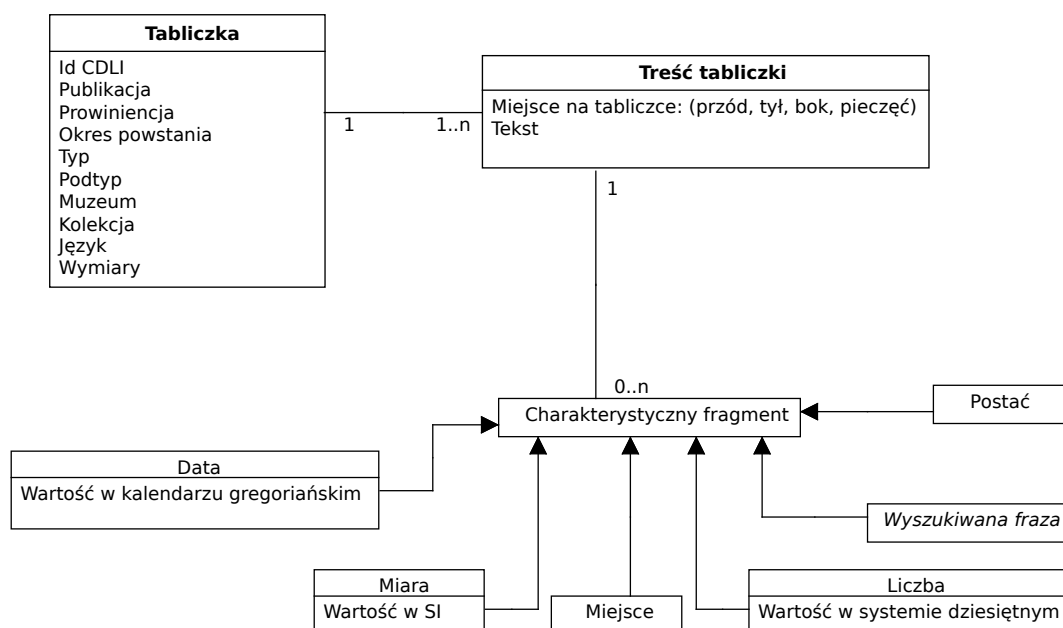 Tabliczka
Id CDLI
Publikacja
Prowiniencja
Okres powstania
Typ
Podtyp
Muzeum
Kolekcja
Język
Wymiary
1
1..n
Treść tabliczki
Miejsce na tabliczce: (przód, tył, bok, pieczęć)
Tekst
1
0..n
Charakterystyczny fragment
Postać
Data
Wartość w kalendarzu gregoriańskim
Wyszukiwana fraza
Miara
Wartość w SI
Miejsce
Liczba
Wartość w systemie dziesiętnym